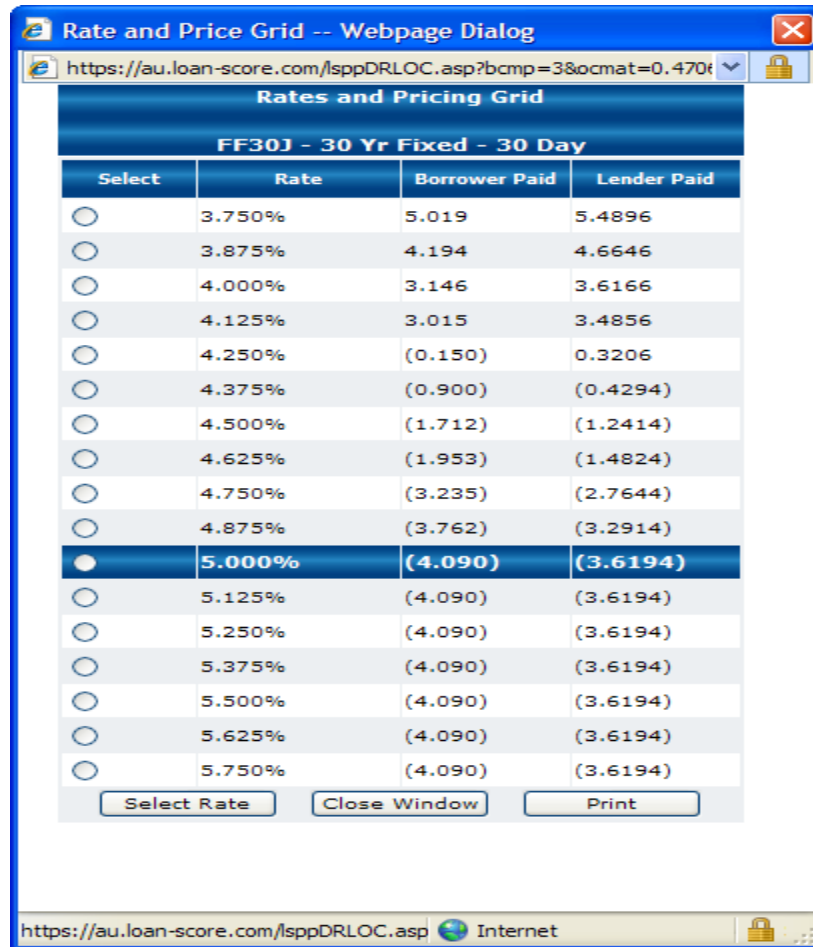 Rate and Price Grid -- Webpage Dialog
https://au.loan-score.com/lsppDRLOC.asp?bcmp=3&ocmat=0.470
Rates and Pricing Grid
FF30J - 30 Yr Fixed - 30 Day
Select Rate Borrower Paid Lender Paid
3.750% 5.019 5.4896
3.875% 4.194 4.6646
4.000% 3.146 3.6166
4.125% 3.015 3.4856
4.250% (0.150) 0.3206
4.375% (0.900) (0.4294)
4.500% (1.712) (1.2414)
4.625% (1.953) (1.4824)
4.750% (3.235) (2.7644)
4.875% (3.762) (3.2914)
5.000% (4.090) (3.6194)
5.125% (4.090) (3.6194)
5.250% (4.090) (3.6194)
5.375% (4.090) (3.6194)
5.500% (4.090) (3.6194)
5.625% (4.090) (3.6194)
5.750% (4.090) (3.6194)
Select Rate Close Window Print
https://au.loan-score.com/lsppDRLOC.asp Internet